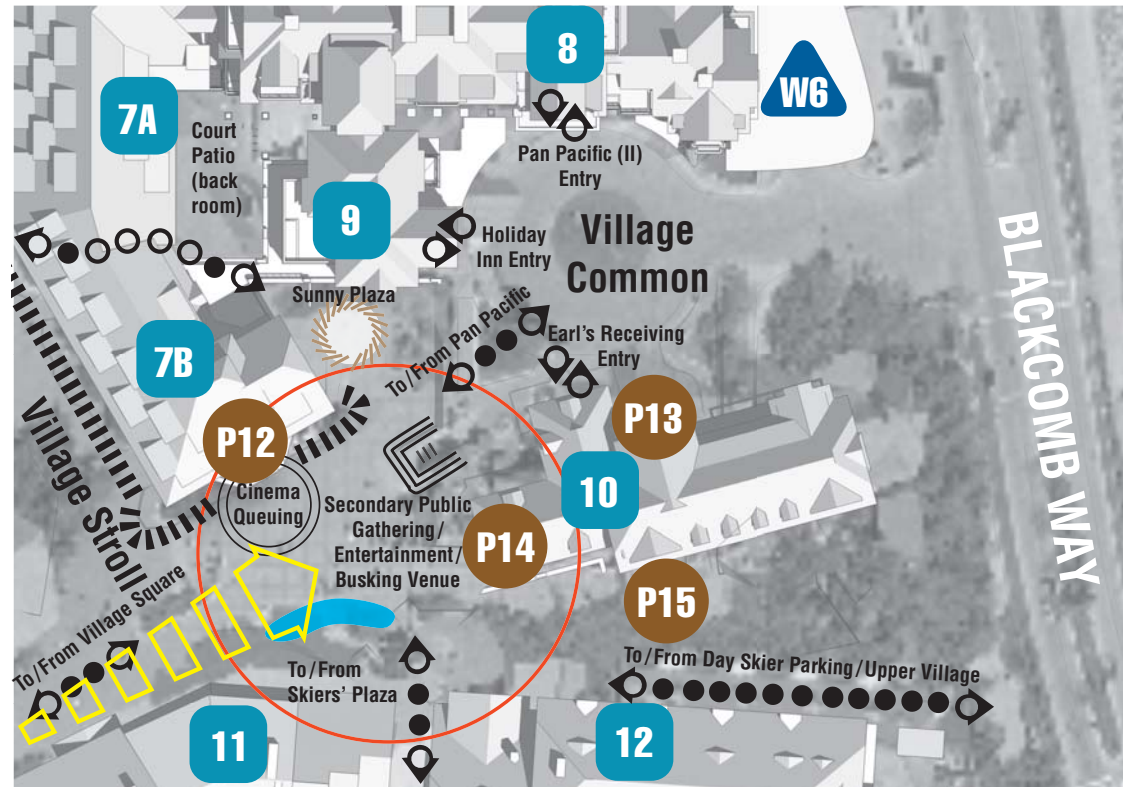 8
W6
7A
Court
Patio
(back
room)
Pan Pacific (II)
Entry
9
Holiday
Inn Entry
Village
Common
BLACKCOMB WAY
Sunny Plaza
To/From Pan Pacific
Earl's Receiving
Entry
7B
P13
P12
Village Stroll
Cinema
Queuing
10
Secondary Public
Gathering/
Entertainment/
Busking Venue
P14
P15
To/From Village Square
To/From
Skiers' Plaza
To/From Day Skier Parking/Upper Village
11
12